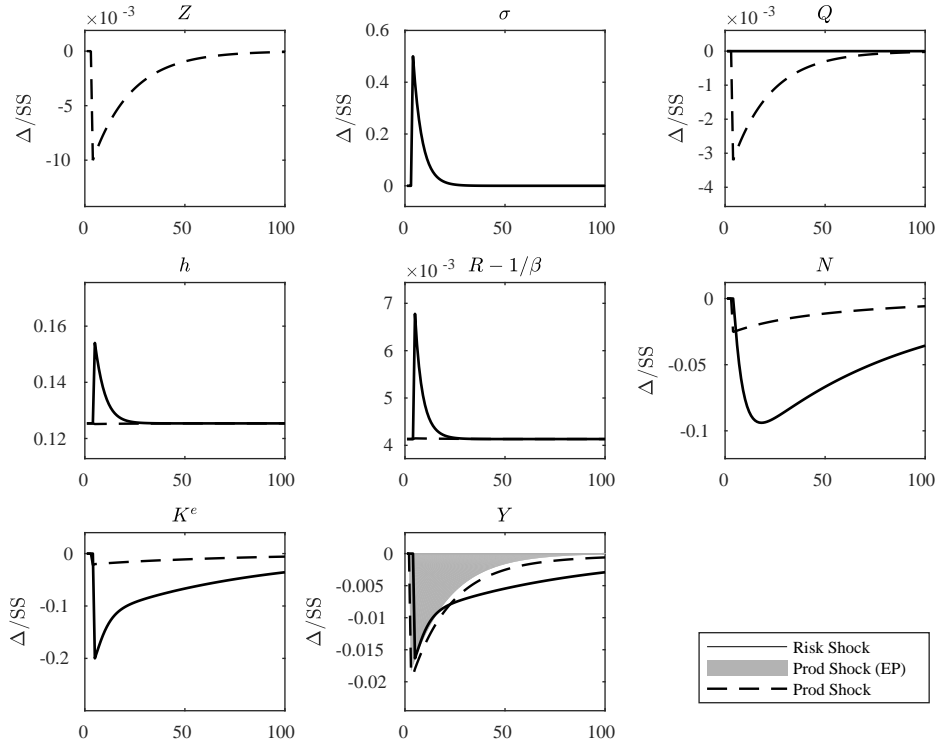 ×10 -3
Z
Δ/SS
0
-5
-10
0 50 100
σ
Δ/SS
0.6
0.4
0.2
0
0 50 100
×10 -3
Q
Δ/SS
0
-1
-2
-3
-4
0 50 100
h
0.16
0.14
0.12
0 50 100
×10 -3
R − 1/β
7
6
5
4
0 50 100
N
Δ/SS
0
-0.05
-0.1
0 50 100
K^e
Δ/SS
0
-0.1
-0.2
0 50 100
Y
Δ/SS
0
-0.005
-0.01
-0.015
-0.02
0 50 100
Risk Shock
Prod Shock (EP)
Prod Shock